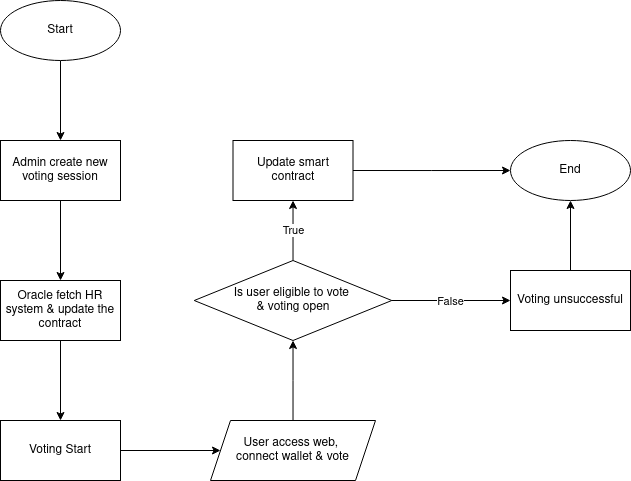 Start
Admin create new
voting session
Oracle fetch HR
system & update the
contract
Voting Start
User access web,
connect wallet & vote
Is user eligible to vote
& voting open
True
Update smart
contract
False
Voting unsuccessful
End